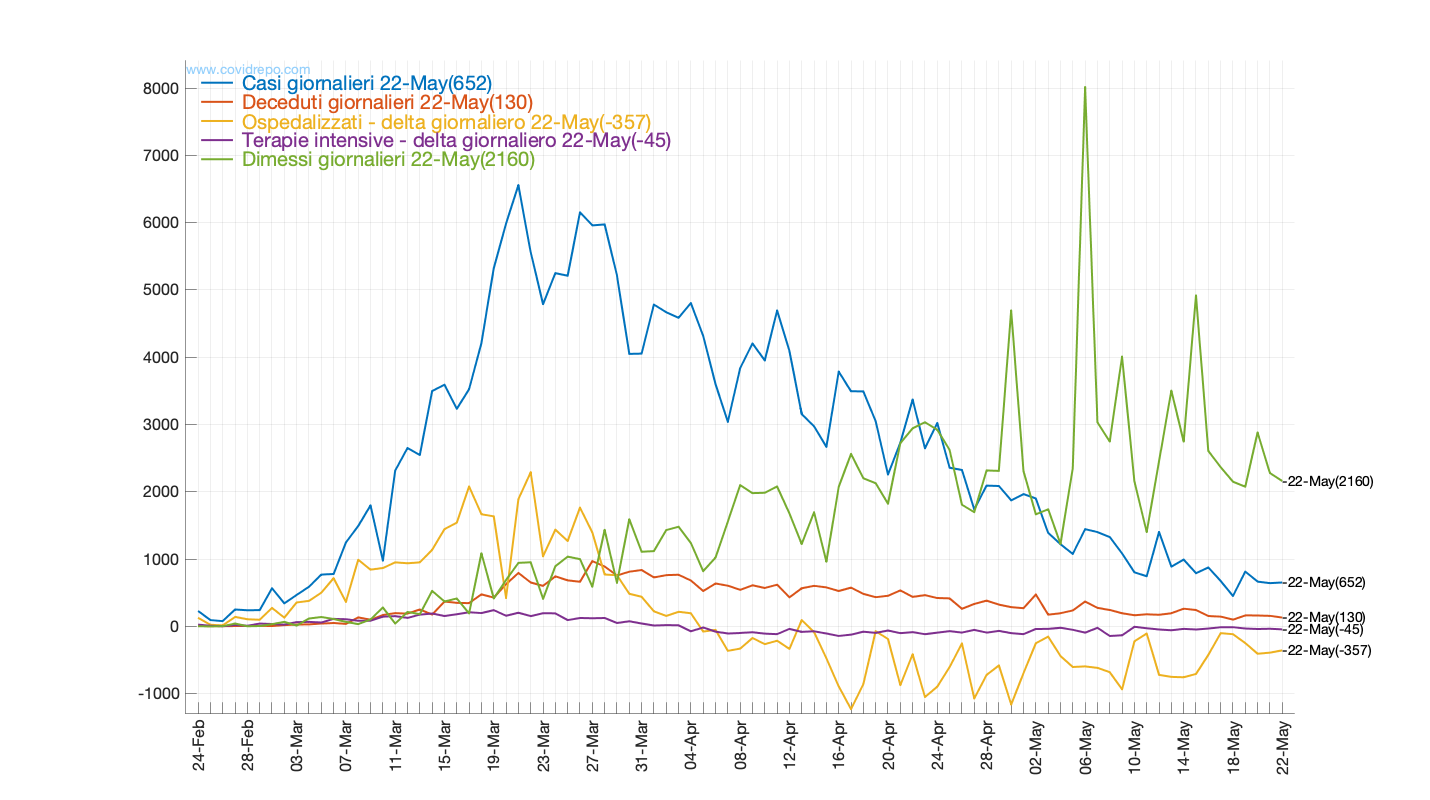 www.covidrepo.com
Casi giornalieri 22-May(652)
Deceduti giornalieri 22-May(130)
Ospedalizzati - delta giornaliero 22-May(-357)
Terapie intensive - delta giornaliero 22-May(-45)
Dimessi giornalieri 22-May(2160)
8000
7000
6000
5000
4000
3000
2000
1000
0
-1000
22-May(2160)
22-May(652)
22-May(130)
22-May(-45)
22-May(-357)
24-Feb
28-Feb
03-Mar
07-Mar
11-Mar
15-Mar
19-Mar
23-Mar
27-Mar
31-Mar
04-Apr
08-Apr
12-Apr
16-Apr
20-Apr
24-Apr
28-Apr
02-May
06-May
10-May
14-May
18-May
22-May